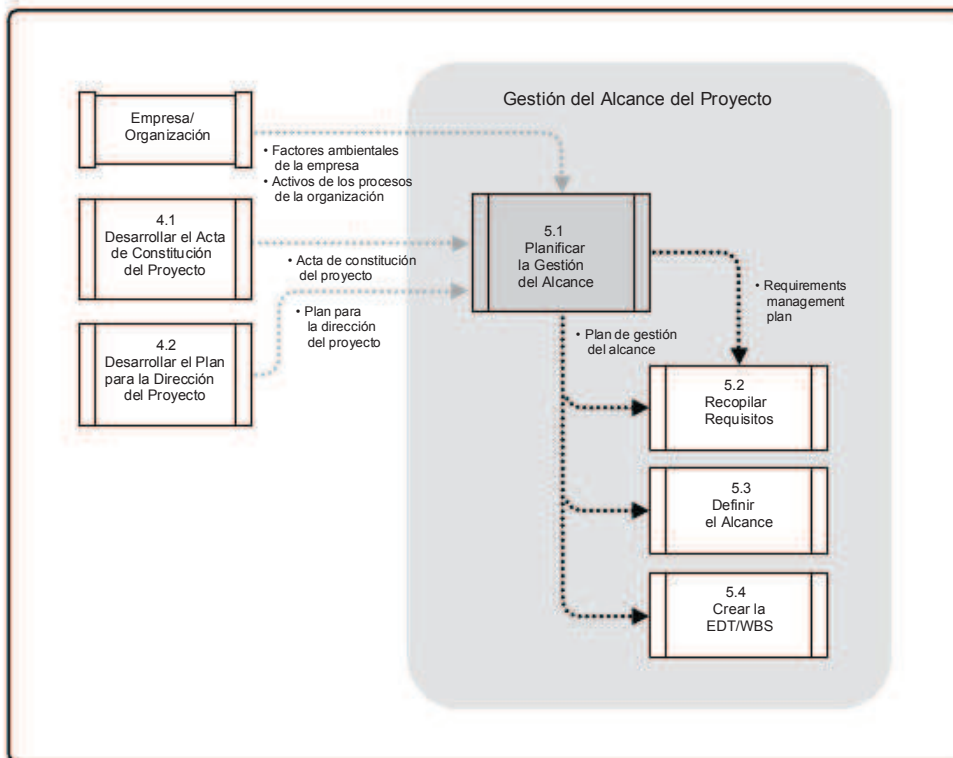 Gestión del Alcance del Proyecto
Empresa/
Organización
• Factores ambientales
de la empresa
• Activos de los procesos
de la organización
4.1
Desarrollar el Acta
de Constitución
del Proyecto
• Acta de constitución
del proyecto
4.2
Desarrollar el Plan
para la Dirección
del Proyecto
• Plan para
la dirección
del proyecto
5.1
Planificar
la Gestión
del Alcance
• Requirements
management
plan
• Plan de gestión
del alcance
5.2
Recopilar
Requisitos
5.3
Definir
el Alcance
5.4
Crear la
EDT/WBS